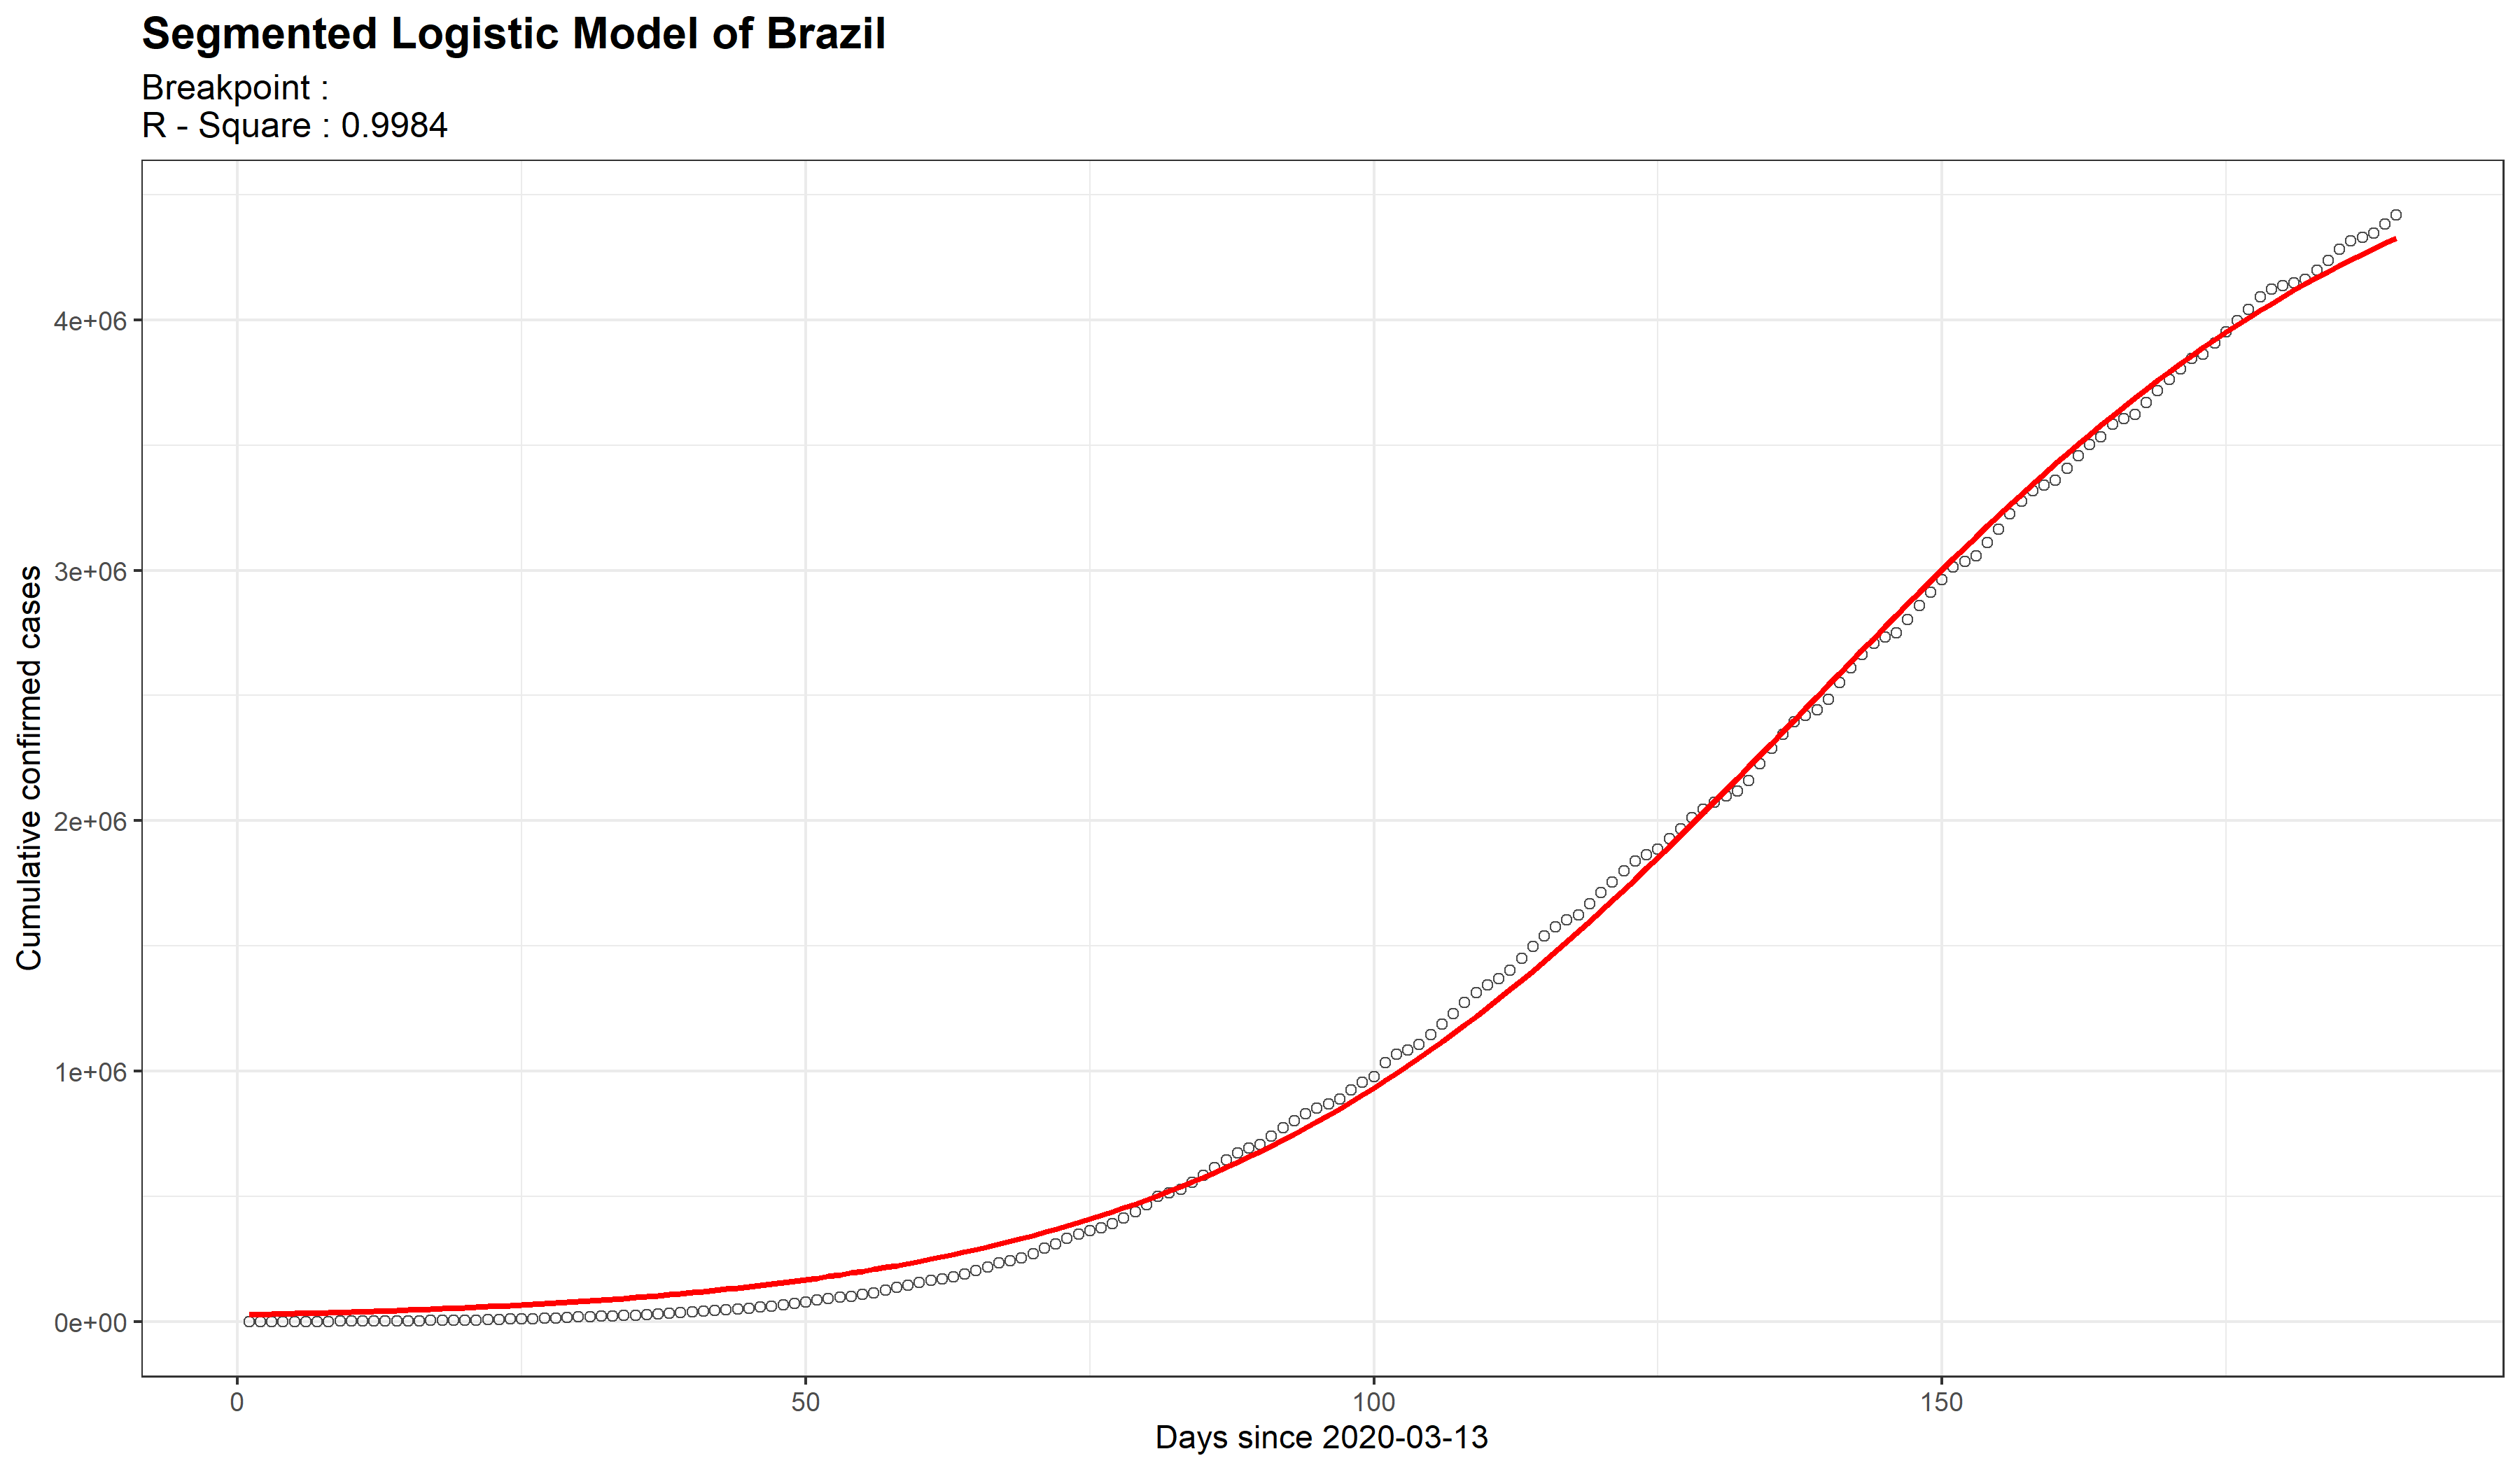 Segmented Logistic Model of Brazil
Breakpoint :
R - Square : 0.9984
Cumulative confirmed cases
4e+06
3e+06
2e+06
1e+06
0e+00
0
50
100
150
Days since 2020-03-13